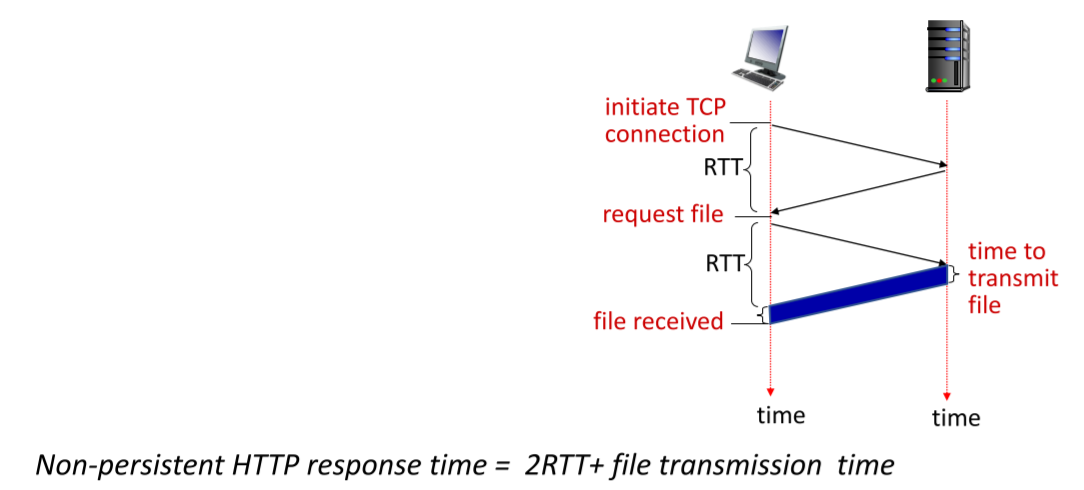 initiate TCP
connection
RTT
request file
RTT
time to
transmit
file
file received
time
time
Non-persistent HTTP response time = 2RTT+ file transmission time